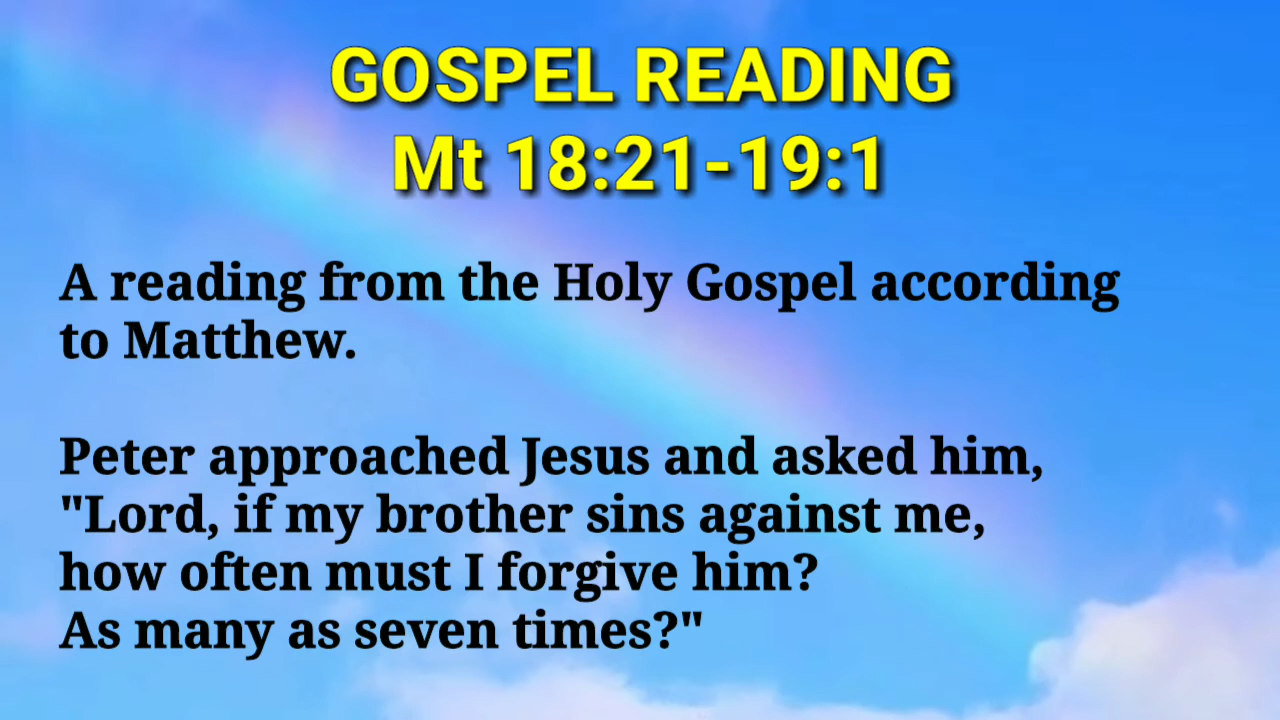 GOSPEL READING
Mt 18:21-19:1
A reading from the Holy Gospel according
to Matthew.
Peter approached Jesus and asked him,
"Lord, if my brother sins against me,
how often must I forgive him?
As many as seven times?"